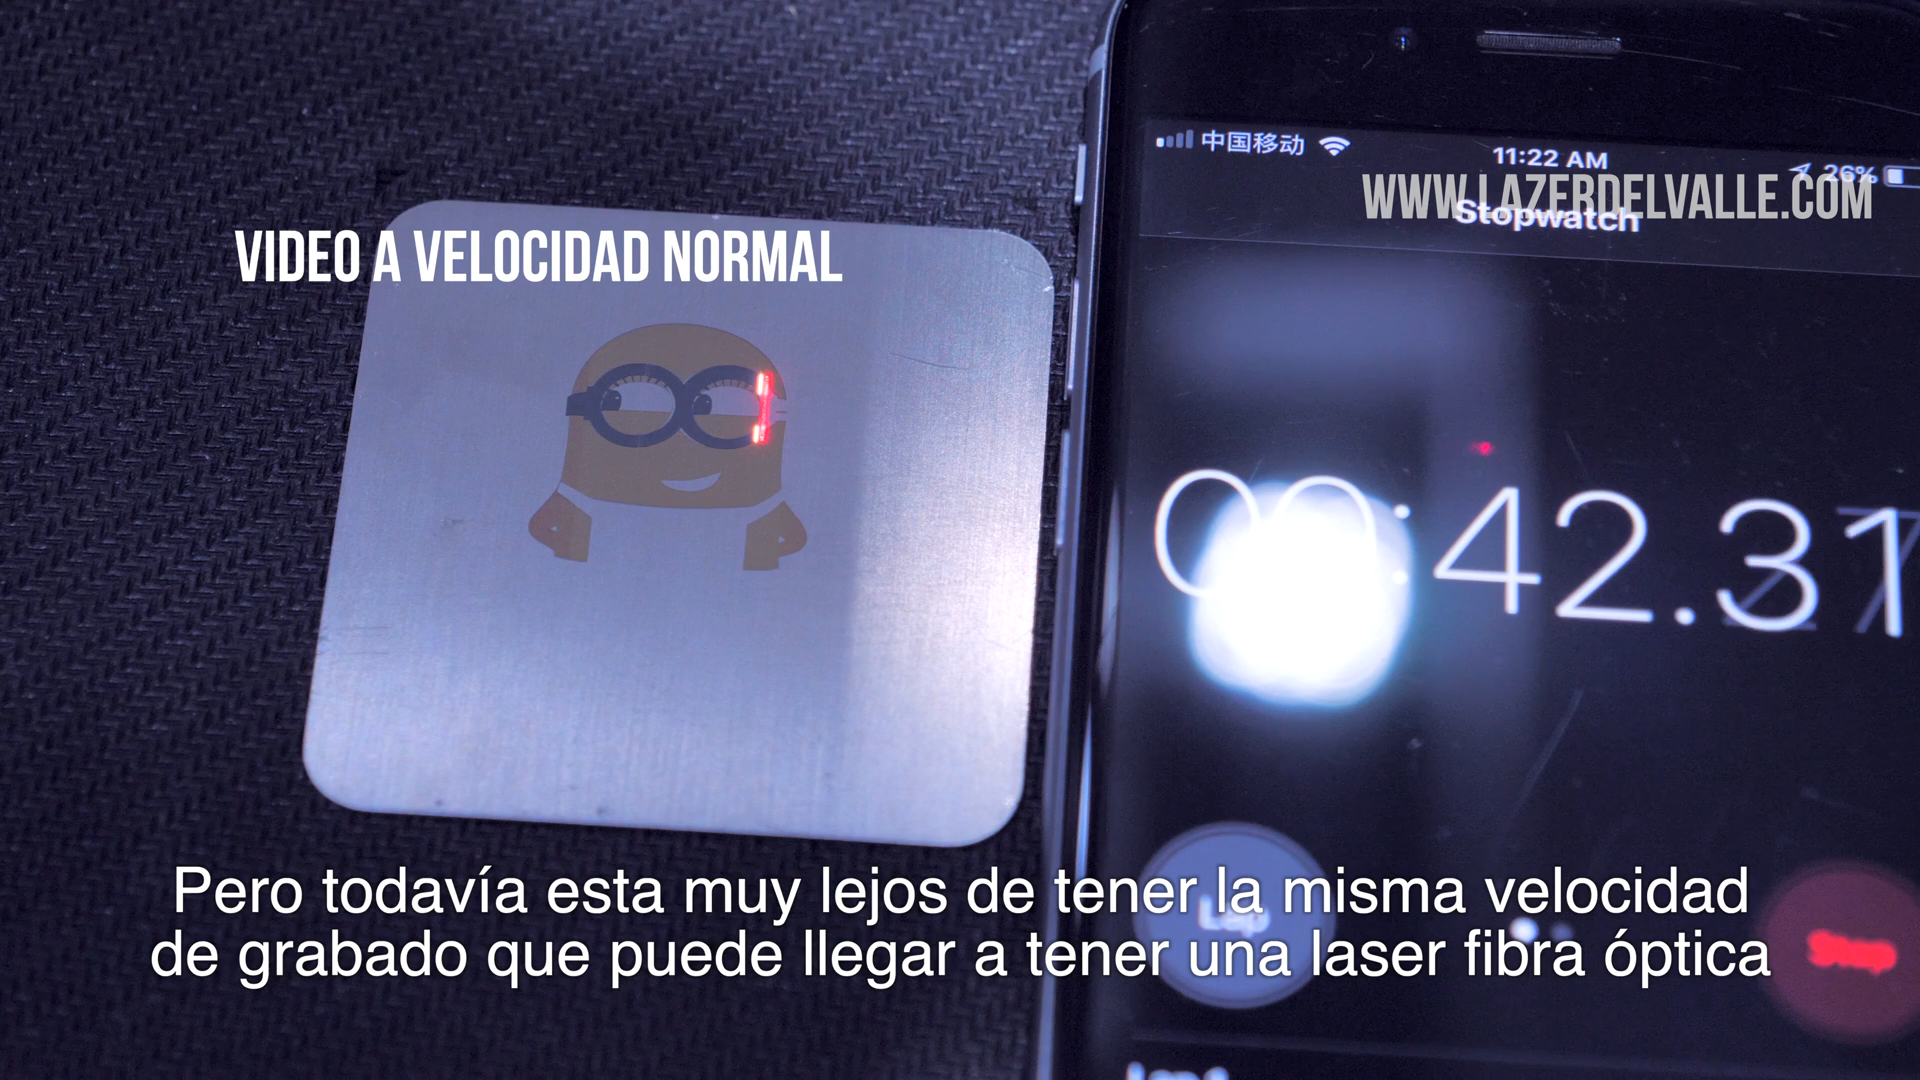 中国移动
11:22 AM
26%
WWW.LAZERDELVALLE.COM
Stopwatch
VIDEO A VELOCIDAD NORMAL
00:42.31
Lap
Stop
Pero todavía esta muy lejos de tener la misma velocidad
de grabado que puede llegar a tener una laser fibra óptica